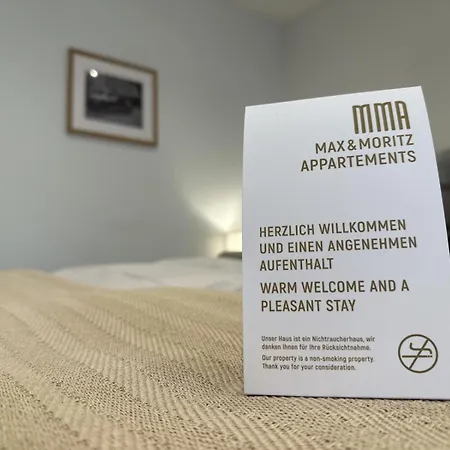 MMA
MAX&MORITZ
APPARTEMENTS
HERZLICH WILLKOMMEN
UND EINEN ANGENEHMEN
AUFENTHALT
WARM WELCOME AND A
PLEASANT STAY
Unser Haus ist ein Nichtraucherhaus, wir
danken Ihnen für Ihre Rücksichtnahme.
Our property is a non-smoking property.
Thank you for your consideration.